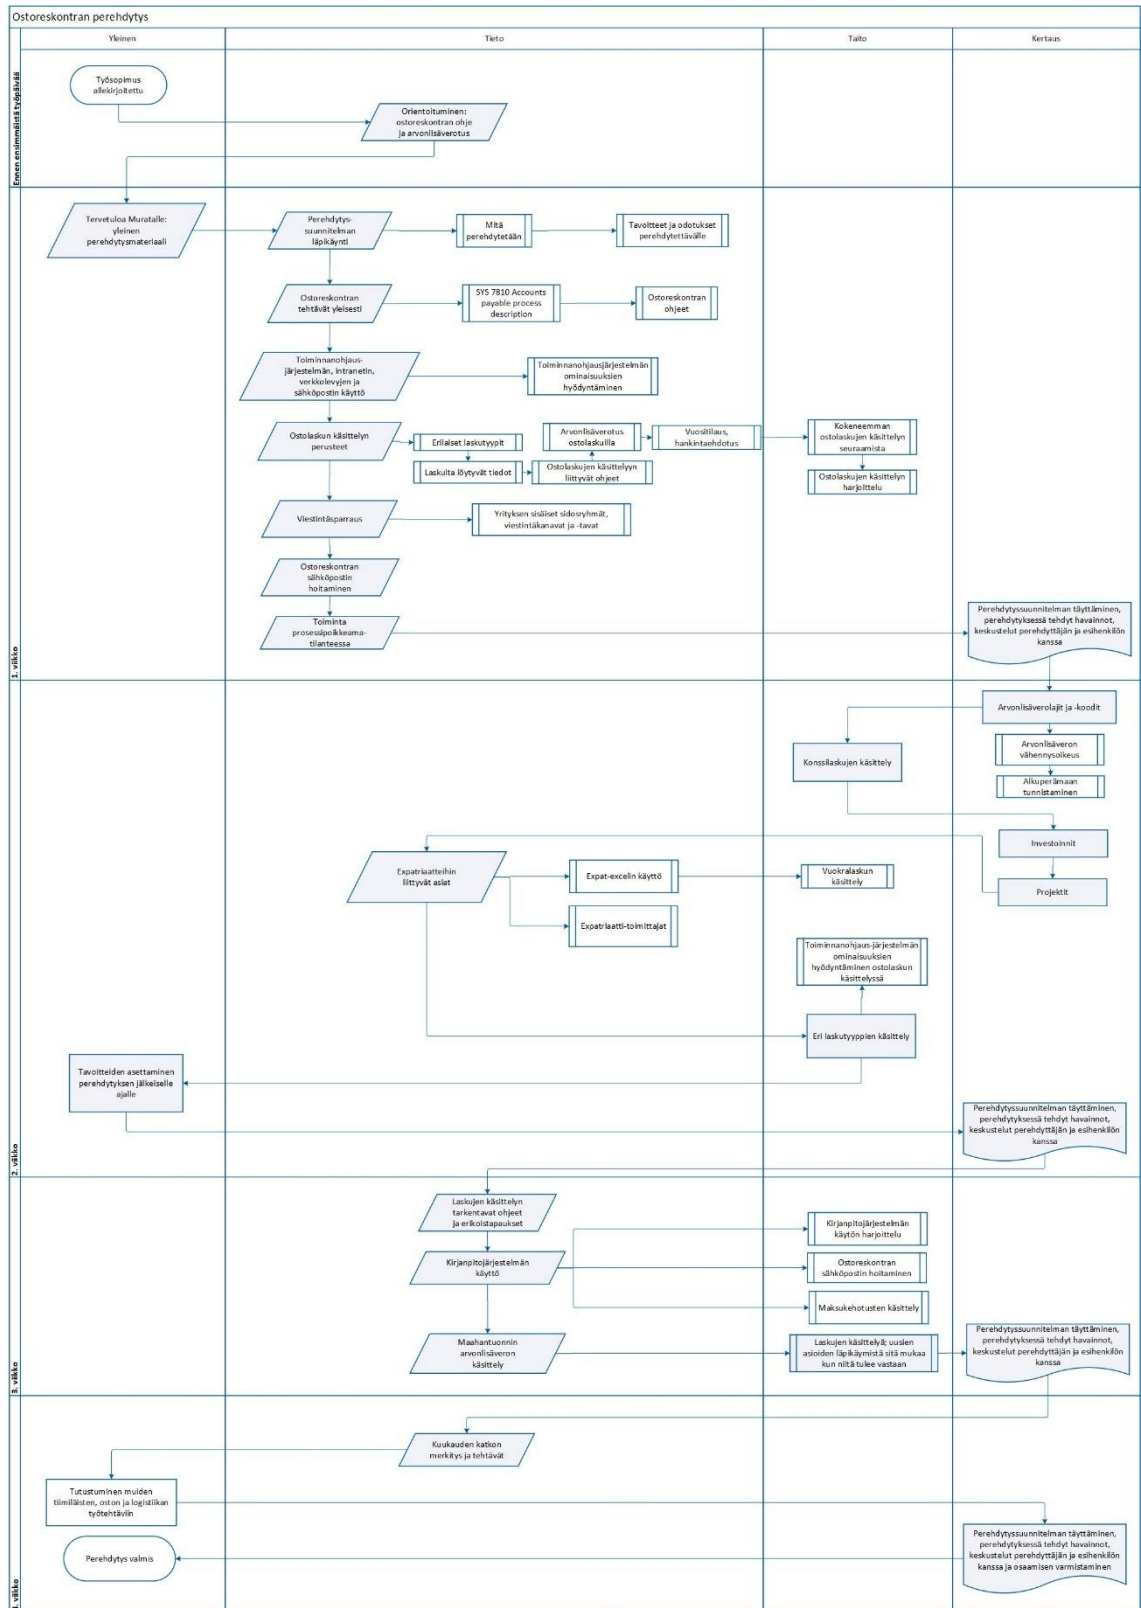 Ostoreskontran perehdytys
Yleinen
Tieto
Taito
Kertaus
Ennen ensimmäistä työpäivää
Työsopimus
allekirjoitettu
Orientoituminen:
ostoreskontran ohje
ja arvonlisäverotus
1. viikko
Tervetuloa Muratalle:
yleinen
perehdytysmateriaali
Perehdytys-
suunnitelman
läpikäynti
Mitä
perehdytetään
Tavoitteet ja odotukset
perehdytettävälle
Ostoreskontran
tehtävät yleisesti
SYS 7810 Accounts
payable process
description
Ostoreskontran
ohjeet
Toiminnanohjaus-
järjestelmän, intranetin,
verkkolevyjen ja
sähköpostin käyttö
Toiminnanohjausjärjestelmän
ominaisuuksien
hyödyntäminen
Ostolaskun käsittelyn
perusteet
Erilaiset laskutyypit
Laskulta löytyvät tiedot
Arvonlisäverotus
ostolaskuilla
Ostolaskujen käsittelyyn
liittyvät ohjeet
Vuositilaus,
hankintaehdotus
Kokeneemman
ostolaskujen käsittelyn
seuraamista
Ostolaskujen käsittelyn
harjoittelu
Viestintäsparraus
Yrityksen sisäiset sidosryhmät,
viestintäkanavat ja -tavat
Ostoreskontran
sähköpostin
hoitaminen
Toiminta
prosessipoikkeama-
tilanteessa
Perehdytyssuunnitelman täyttäminen,
perehdytyksessä tehdyt havainnot,
keskustelut perehdyttäjän ja esihenkilön
kanssa
2. viikko
Arvonlisäverolajit ja -koodit
Arvonlisäveron
vähennysoikeus
Alkuperämaan
tunnistaminen
Konssilaskujen käsittely
Investoinnit
Projektit
Expatriaatteihin
liittyvät asiat
Expat-excelin käyttö
Vuokralaskun
käsittely
Expatriaatti-toimittajat
Toiminnanohjaus-järjestelmän
ominaisuuksien
hyödyntäminen ostolaskun
käsittelyssä
Eri laskutyyppien käsittely
Tavoitteiden asettaminen
perehdytyksen jälkeiselle
ajalle
Perehdytyssuunnitelman täyttäminen,
perehdytyksessä tehdyt havainnot,
keskustelut perehdyttäjän ja esihenkilön
kanssa
3. viikko
Laskujen käsittelyn
tarkentavat ohjeet
ja erikoistapaukset
Kirjanpitojärjestelmän
käyttö
Kirjanpitojärjestelmän
käytön harjoittelu
Ostoreskontran
sähköpostin hoitaminen
Maksukehotusten käsittely
Maahantuonnin
arvonlisäveron
käsittely
Laskujen käsittelyä; uusien
asioiden läpikäymistä sitä mukaa
kun niitä tulee vastaan
Perehdytyssuunnitelman täyttäminen,
perehdytyksessä tehdyt havainnot,
keskustelut perehdyttäjän ja esihenkilön
kanssa
4. viikko
Kuukauden katkon
merkitys ja tehtävät
Tutustuminen muiden
tiimiläisten, oston ja logistiikan
työtehtäviin
Perehdytyssuunnitelman täyttäminen,
perehdytyksessä tehdyt havainnot,
keskustelut perehdyttäjän ja esihenkilön
kanssa ja osaamisen varmistaminen
Perehdytys valmis